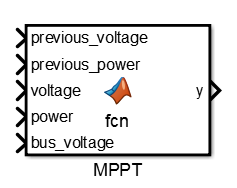 previous_voltage
previous_power
voltage
y
power
fcn
bus_voltage
MPPT